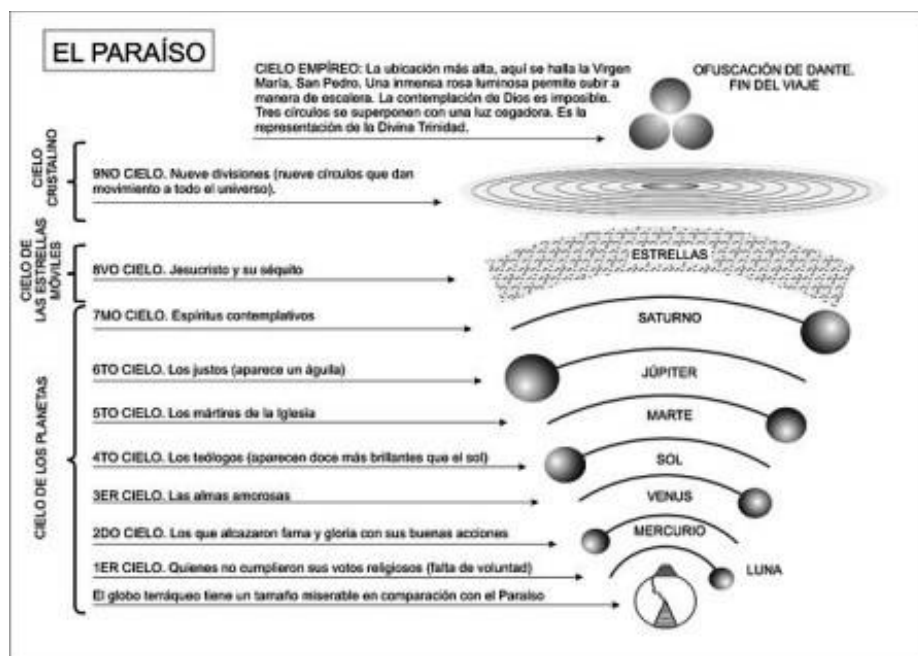 EL PARAÍSO
CIELO EMPÍREO: La ubicación más alta, aquí se halla la Virgen
María, San Pedro. Una inmensa rosa luminosa permite subir a
manera de escalera. La contemplación de Dios es imposible.
Tres círculos se superponen con una luz cegadora. Es la
representación de la Divina Trinidad.
OFUSCACIÓN DE DANTE.
FIN DEL VIAJE
CIELO
CRISTALINO
9NO CIELO. Nueve divisiones (nueve círculos que dan
movimiento a todo el universo).
CIELO DE
LAS ESTRELLAS
MÓVILES
8VO CIELO. Jesucristo y su séquito
ESTRELLAS
CIELO DE LOS PLANETAS
7MO CIELO. Espíritus contemplativos
SATURNO
6TO CIELO. Los justos (aparece un águila)
JÚPITER
5TO CIELO. Los mártires de la Iglesia
MARTE
4TO CIELO. Los teólogos (aparecen doce más brillantes que el sol)
SOL
3ER CIELO. Las almas amorosas
VENUS
2DO CIELO. Los que alcazaron fama y gloria con sus buenas acciones
MERCURIO
1ER CIELO. Quienes no cumplieron sus votos religiosos (falta de voluntad)
LUNA
El globo terráqueo tiene un tamaño miserable en comparación con el Paraíso